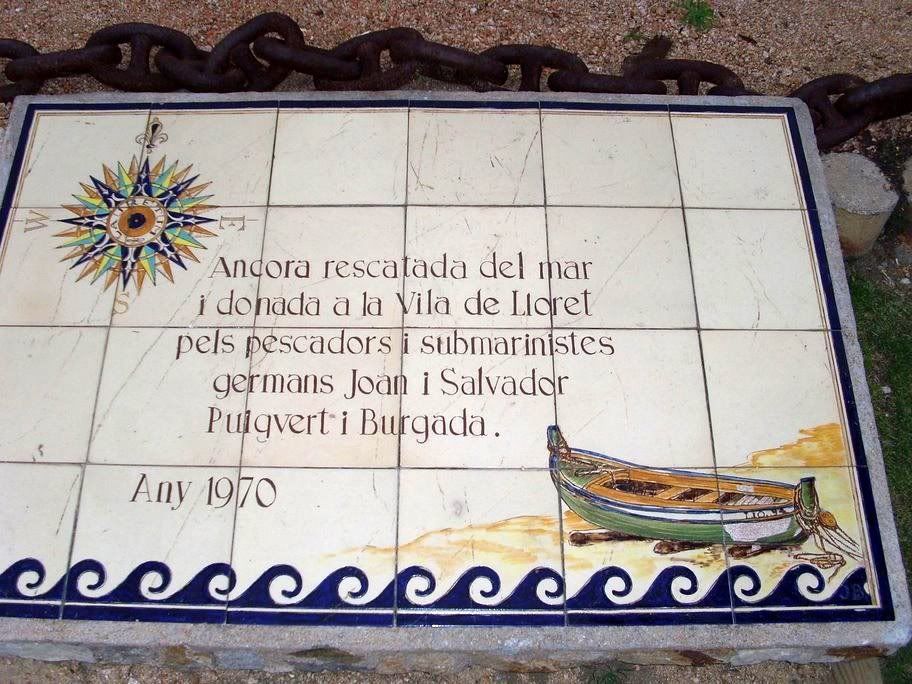 W
E
S
Ancora rescatada del mar
i donada a la Vila de Lloret
pels pescadors i submarinistes
germans Joan i Salvador
Puigvert i Burgada.
Any 1970